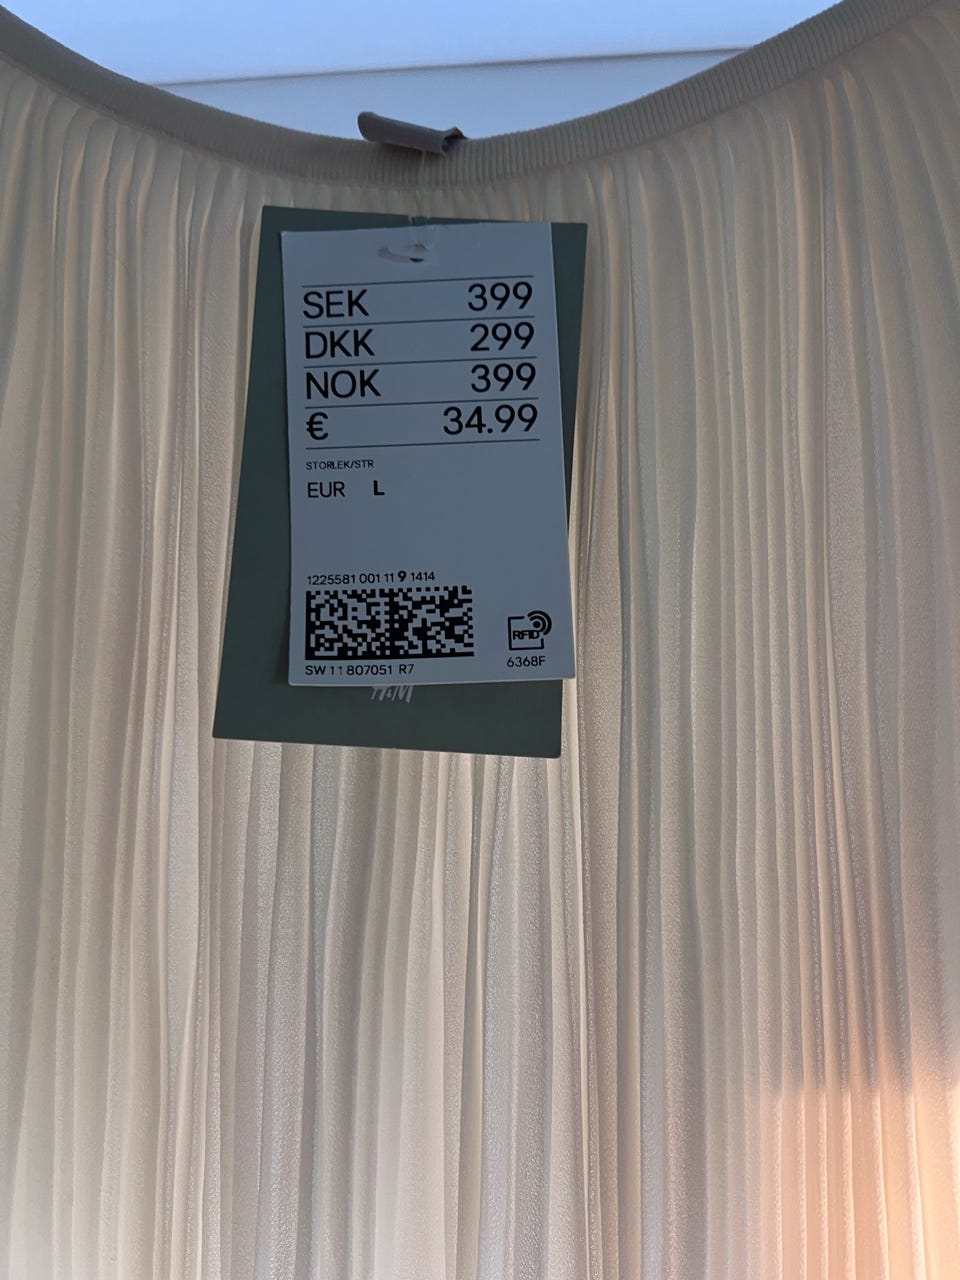 SEK 399
DKK 299
NOK 399
€ 34.99
STORLEK/STR
EUR L
1225581 001 11 9 1414
RFID
SW 11 807051 R7
6368F
H&M